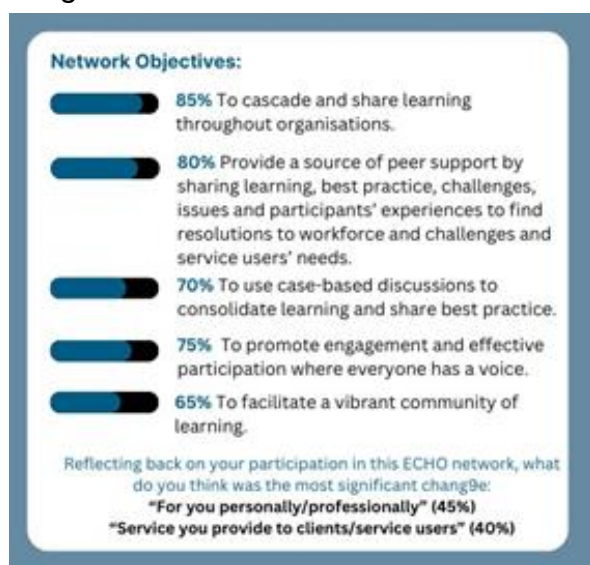 Network Objectives:
85% To cascade and share learning
throughout organisations.
80% Provide a source of peer support by
sharing learning, best practice, challenges,
issues and participants' experiences to find
resolutions to workforce and challenges and
service users' needs.
70% To use case-based discussions to
consolidate learning and share best practice.
75% To promote engagement and effective
participation where everyone has a voice.
65% To facilitate a vibrant community of
learning.
Reflecting back on your participation in this ECHO network, what
do you think was the most significant chang9e:
“For you personally/professionally” (45%)
“Service you provide to clients/service users” (40%)